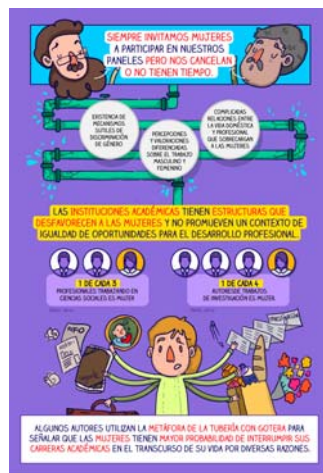 SIEMPRE INVITAMOS MUJERES
A PARTICIPAR EN NUESTROS
PANELES PERO NOS CANCELAN
O NO TIENEN TIEMPO.
EXISTENCIA DE
MECANISMOS
SUTILES DE
DISCRIMINACIÓN
DE GÉNERO
PERCEPCIONES
Y VALORACIONES
DIFERENCIADAS
SOBRE EL TRABAJO
MASCULINO Y
FEMENINO
COMPLICADAS
RELACIONES ENTRE
LA VIDA DOMÉSTICA
Y PROFESIONAL
QUE SOBRECARGAN
A LAS MUJERES
LAS INSTITUCIONES ACADÉMICAS TIENEN ESTRUCTURAS QUE
DESFAVORECEN A LAS MUJERES Y NO PROMUEVEN UN CONTEXTO DE
IGUALDAD DE OPORTUNIDADES PARA EL DESARROLLO PROFESIONAL.
1 DE CADA 3
PROFESIONALES TRABAJANDO EN
CIENCIAS SOCIALES ES MUJER
1 DE CADA 4
AUTORES DE TRABAJOS
DE INVESTIGACIÓN ES MUJER
INFO
ALGUNOS AUTORES UTILIZAN LA METÁFORA DE LA TUBERÍA CON GOTERA PARA
SEÑALAR QUE LAS MUJERES TIENEN MAYOR PROBABILIDAD DE INTERRUMPIR SUS
CARRERAS ACADÉMICAS EN EL TRANSCURSO DE SU VIDA POR DIVERSAS RAZONES.